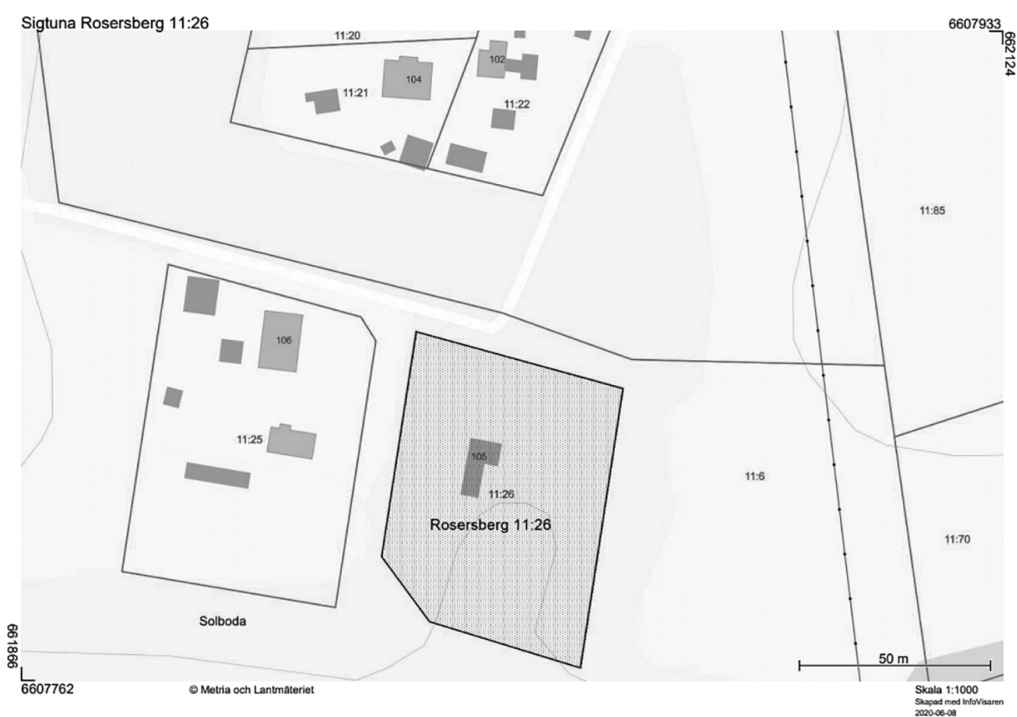 Sigtuna Rosersberg 11:26
6607933
662124
11:20
102
104
11:21
11:22
11:85
106
11:25
105
11:26
11:6
Rosersberg 11:26
11:70
Solboda
661866
50 m
6607762
© Metria och Lantmäteriet
Skala 1:1000
Skapad med InfoVisaren
2020-06-08